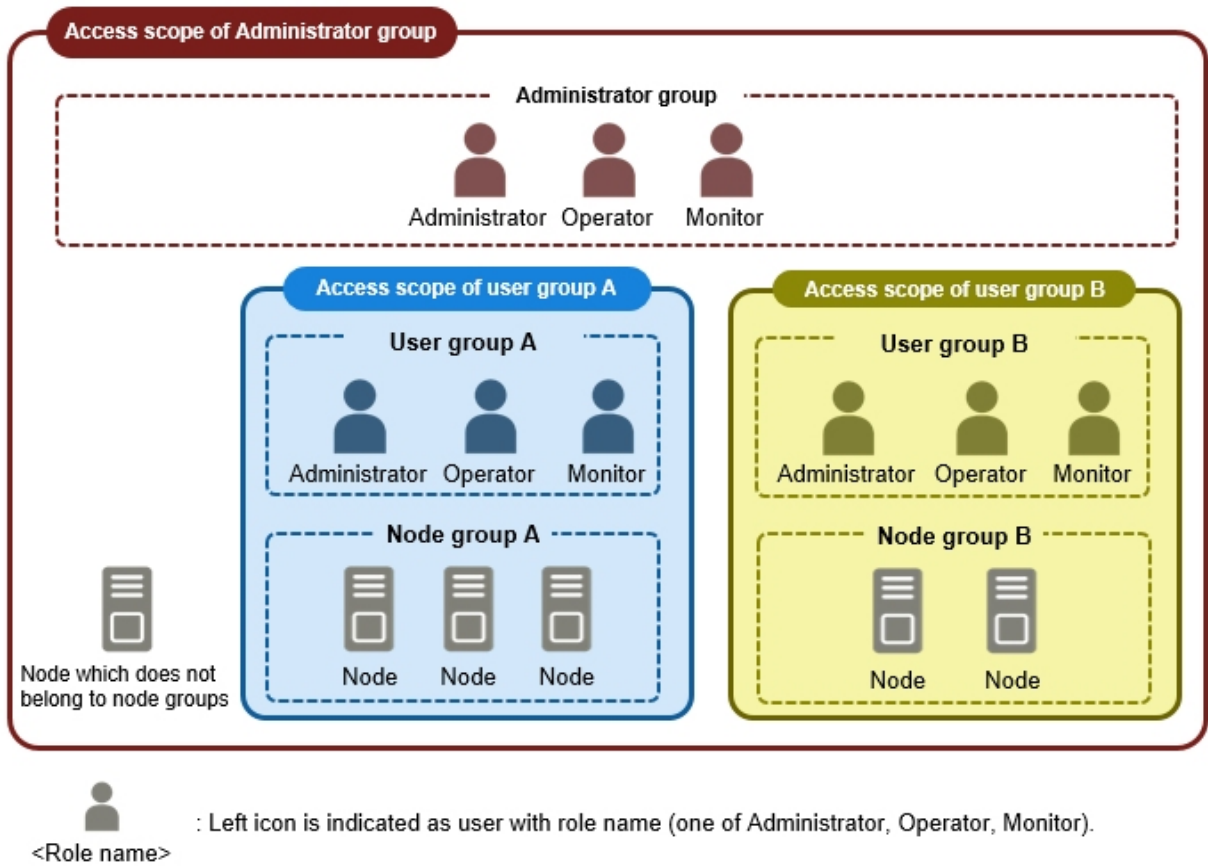 Access scope of Administrator group
Administrator group
Administrator Operator Monitor
Access scope of user group A
User group A
Administrator Operator Monitor
Node group A
Node Node Node
Access scope of user group B
User group B
Administrator Operator Monitor
Node group B
Node Node
Node which does not
belong to node groups
<Role name>
: Left icon is indicated as user with role name (one of Administrator, Operator, Monitor).